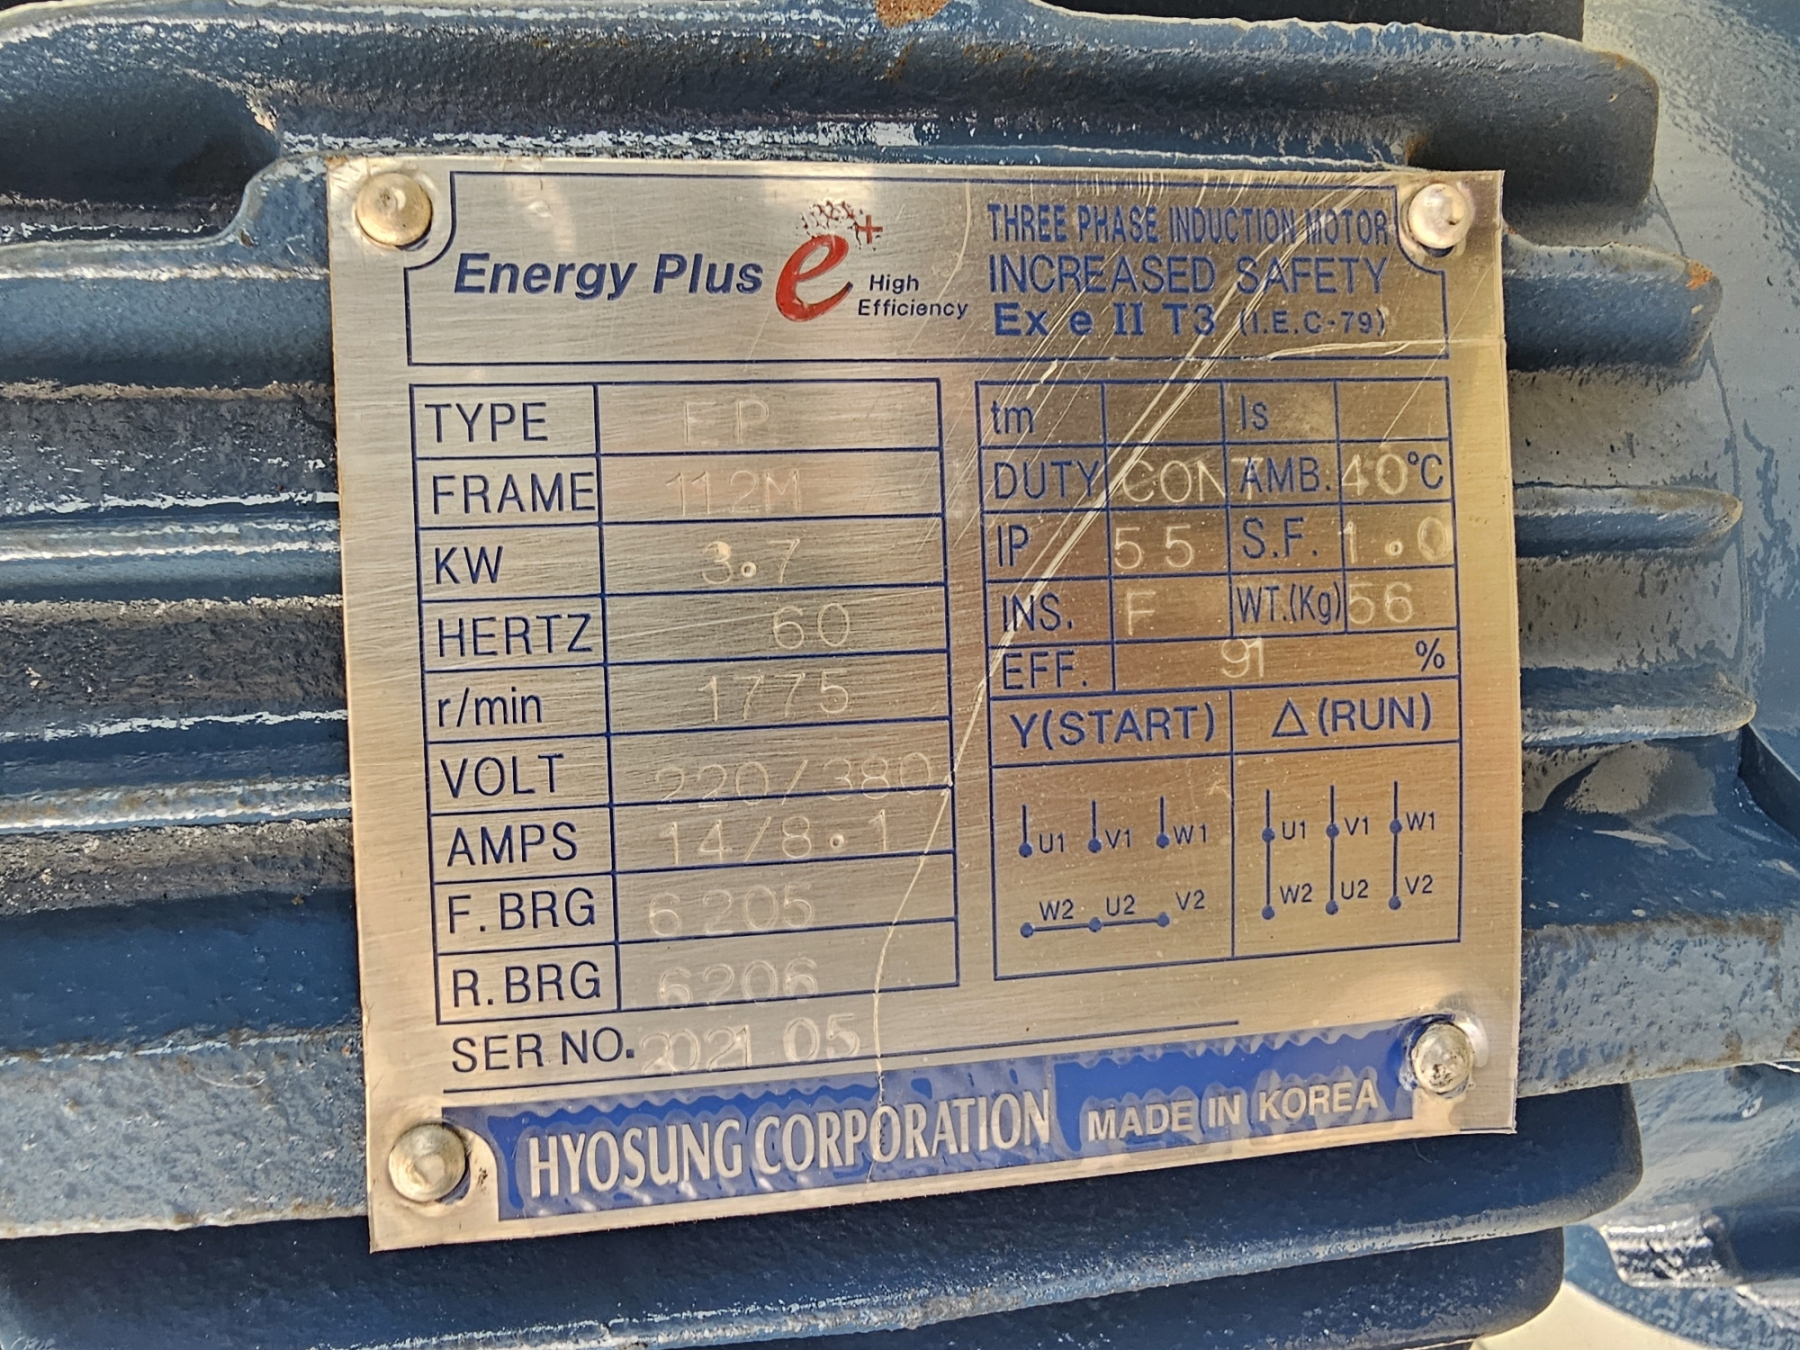 Energy Plus e+ High
Efficiency
THREE PHASE INDUCTION MOTOR
INCREASED SAFETY
Ex e II T3 (I.E.C-79)
TYPE EP
FRAME 112M
KW 3.7
HERTZ 60
r/min 1775
VOLT 220/380
AMPS 14/8.1
F.BRG 6205
R.BRG 6206
SER NO. 2021 05
tm Is
DUTY CONT AMB. 40°C
IP 55 S.F. 1.0
INS. F WT.(Kg) 56
EFF. 91 %
Y(START) Δ(RUN)
U1 V1 W1 U1 V1 W1
W2 U2 V2 W2 U2 V2
HYOSUNG CORPORATION MADE IN KOREA